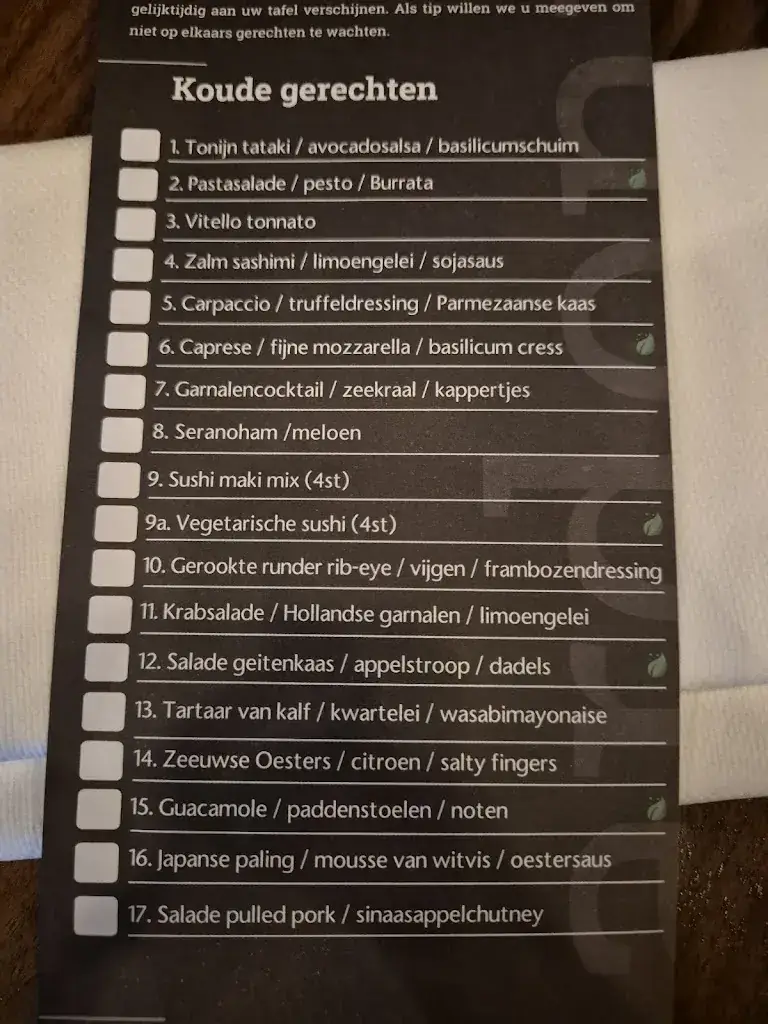 gelijktijdig aan uw tafel verschijnen. Als tip willen we u meegeven om
niet op elkaars gerechten te wachten.
Koude gerechten
1. Tonijn tataki / avocadosalsa / basilicumschuim
2. Pastasalade / pesto / Burrata
3. Vitello tonnato
4. Zalm sashimi / limoengelei / sojasaus
5. Carpaccio / truffeldressing / Parmezaanse kaas
6. Caprese / fijne mozzarella / basilicum cress
7. Garnalencocktail / zeekraal / kappertjes
8. Seranoham /meloen
9. Sushi maki mix (4st)
9a. Vegetarische sushi (4st)
10. Gerookte runder rib-eye / vijgen / frambozendressing
11. Krabsalade / Hollandse garnalen / limoengelei
12. Salade geitenkaas / appelstroop / dadels
13. Tartaar van kalf / kwartelei / wasabimayonaise
14. Zeeuwse Oesters / citroen / salty fingers
15. Guacamole / paddenstoelen / noten
16. Japanse paling / mousse van witvis / oestersaus
17. Salade pulled pork / sinaasappelchutney